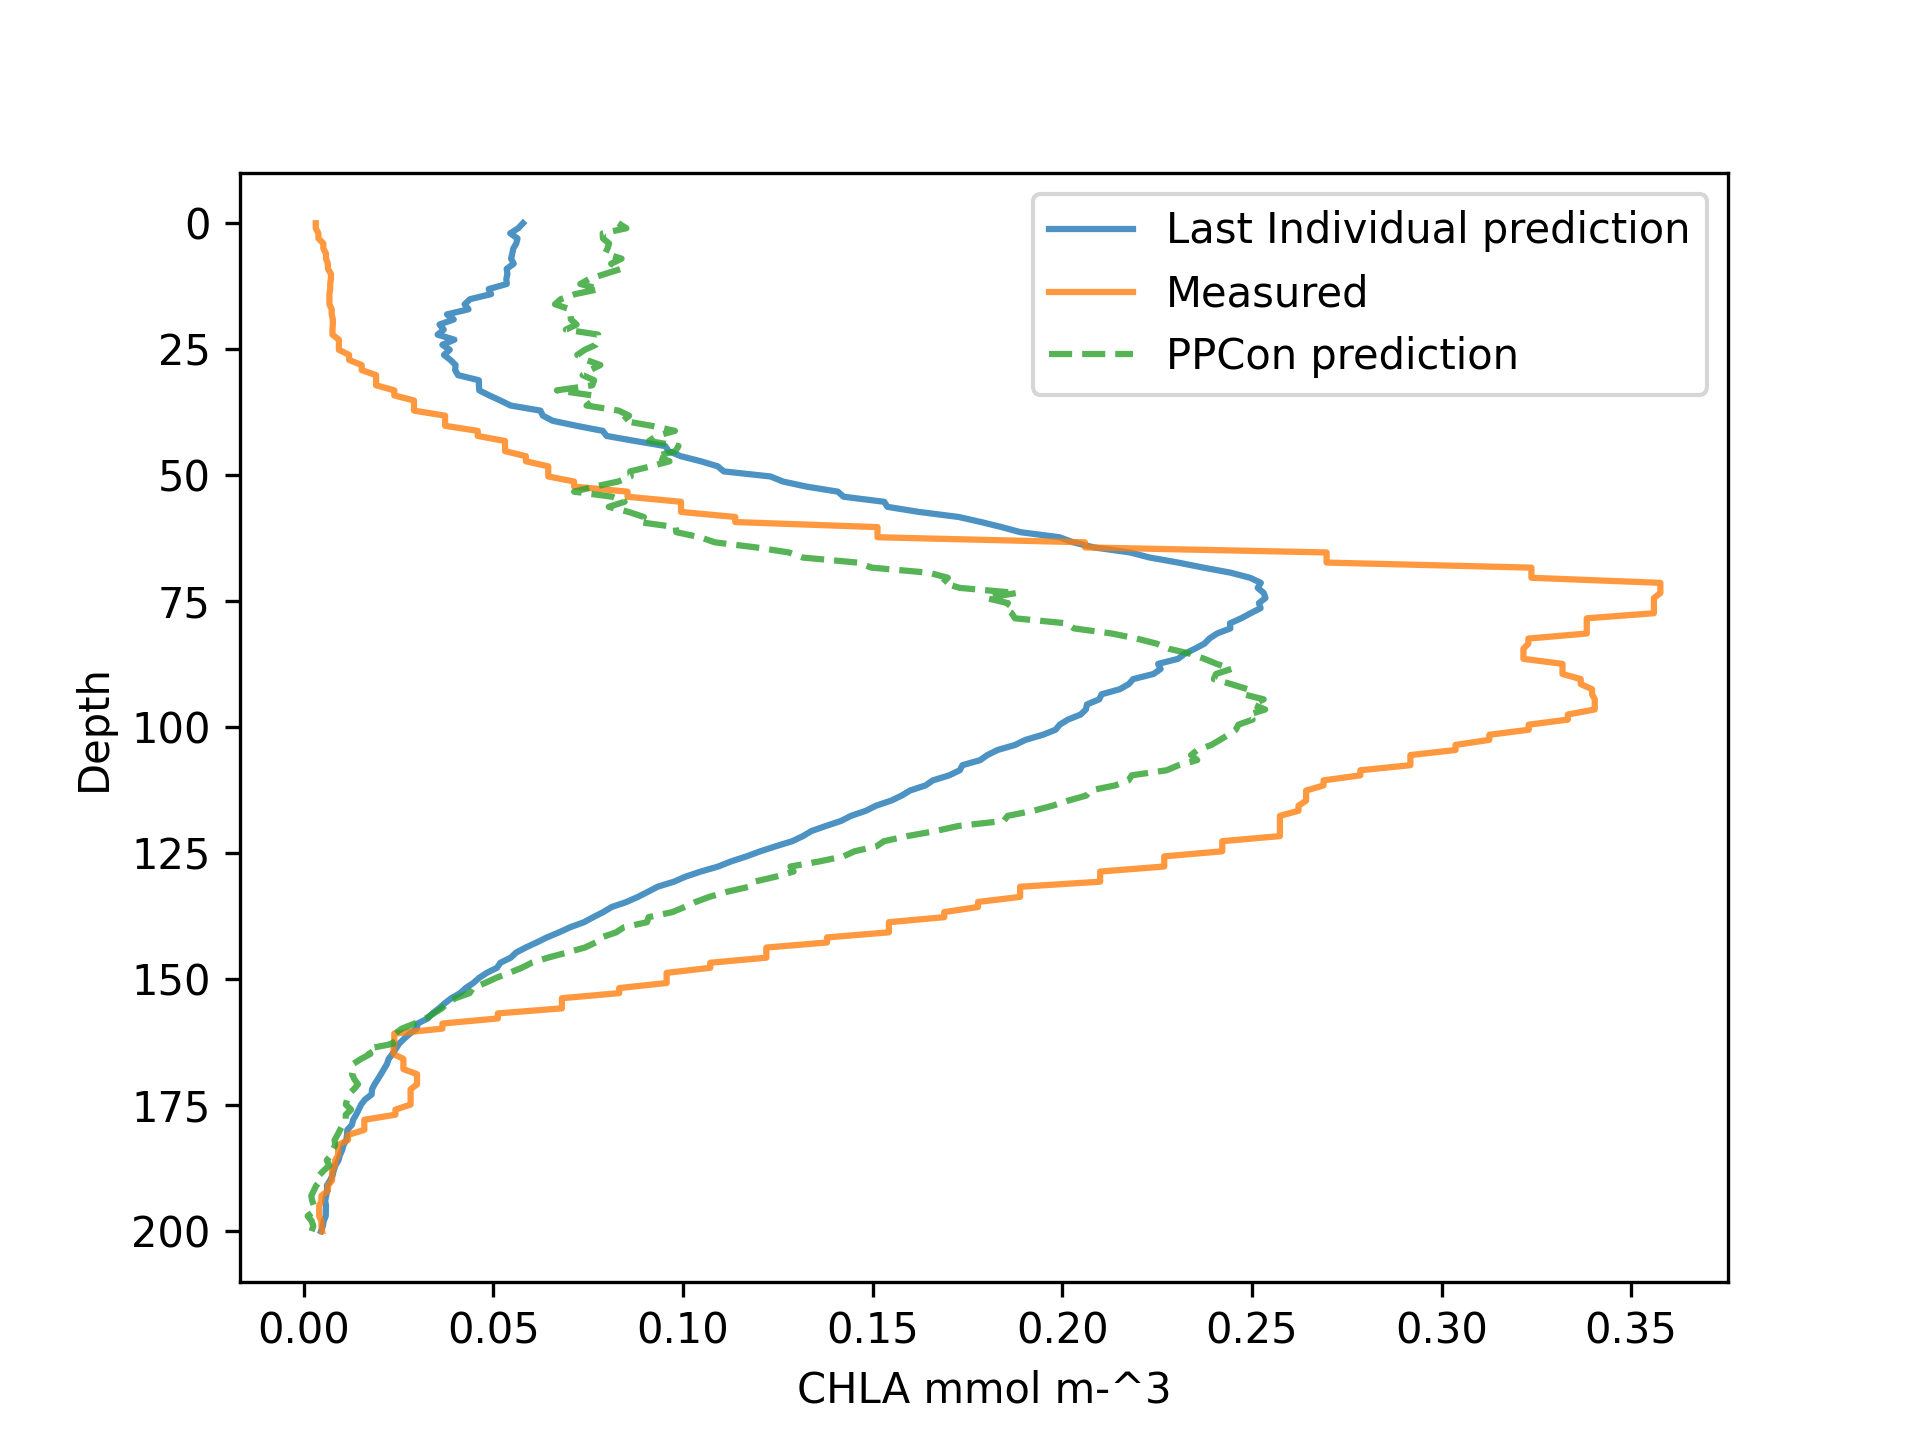 Last Individual prediction
Measured
PPCon prediction
0
25
50
75
100
125
150
175
200
Depth
0.00 0.05 0.10 0.15 0.20 0.25 0.30 0.35
CHLA mmol m-^3